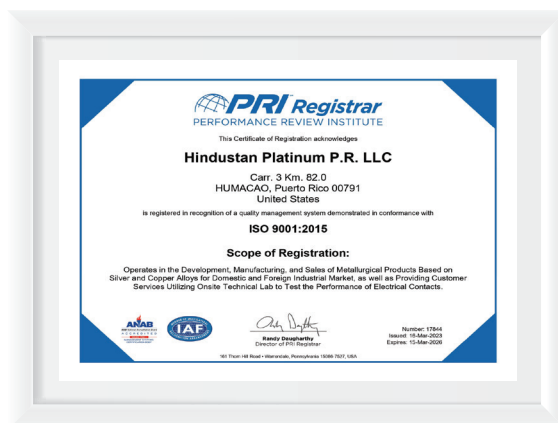 PRI Registrar
PERFORMANCE REVIEW INSTITUTE
This Certificate of Registration acknowledges
Hindustan Platinum P.R. LLC
Carr. 3 Km. 82.0
HUMACAO, Puerto Rico 00791
United States
is registered in recognition of a quality management system demonstrated in conformance with
ISO 9001:2015
Scope of Registration:
Operates in the Development, Manufacturing, and Sales of Metallurgical Products Based on
Silver and Copper Alloys for Domestic and Foreign Industrial Market, as well as Providing Customer
Services Utilizing Onsite Technical Lab to Test the Performance of Electrical Contacts.
ANAB
ACCREDITED
IAF
Randy Daugharthy
Director of PRI Registrar
Number: 17844
Issued: 16-Mar-2023
Expires: 15-Mar-2026
161 Thorn Hill Road • Warrendale, Pennsylvania 15086-7527, USA